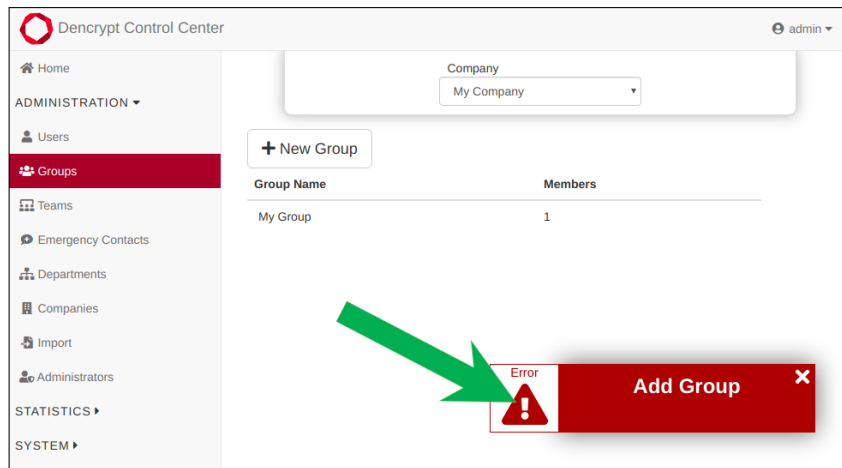 Dencrypt Control Center
admin
Home
ADMINISTRATION
Users
Groups
Teams
Emergency Contacts
Departments
Companies
Import
Administrators
STATISTICS
SYSTEM
Company
My Company
New Group
Group Name Members
My Group 1
Error
Add Group